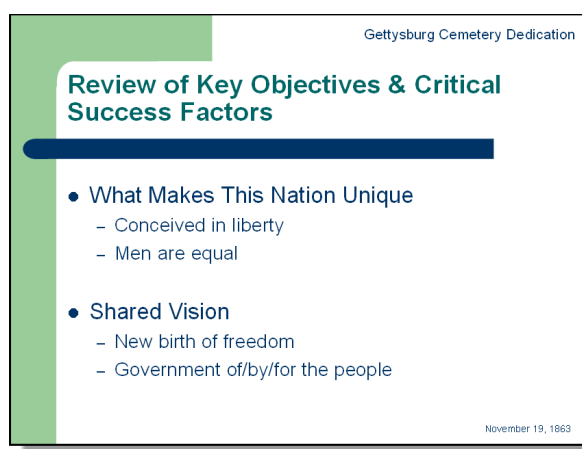 Gettysburg Cemetery Dedication
Review of Key Objectives & Critical
Success Factors
● What Makes This Nation Unique
– Conceived in liberty
– Men are equal
● Shared Vision
– New birth of freedom
– Government of/by/for the people
November 19, 1863